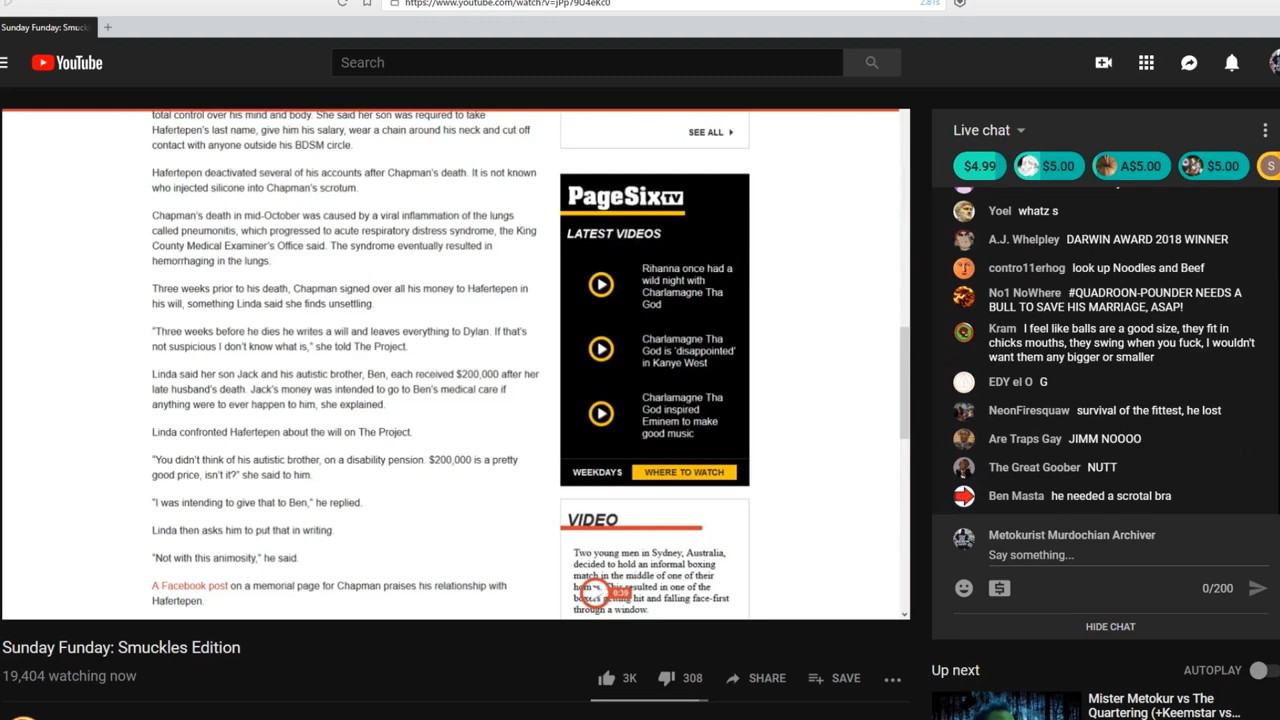 https://www.youtube.com/watch?v=jPp79U4eKc0
2.81s
Sunday Funday: Smuck
YouTube
Search
total control over his mind and body. She said her son was required to take
Hafertepen's last name, give him his salary, wear a chain around his neck and cut off
contact with anyone outside his BDSM circle.
Hafertepen deactivated several of his accounts after Chapman's death. It is not known
who injected silicone into Chapman's scrotum.
Chapman's death in mid-October was caused by a viral inflammation of the lungs
called pneumonitis, which progressed to acute respiratory distress syndrome, the King
County Medical Examiner's Office said. The syndrome eventually resulted in
hemorrhaging in the lungs.
Three weeks prior to his death, Chapman signed over all his money to Hafertepen in
his will, something Linda said she finds unsettling.
"Three weeks before he dies he writes a will and leaves everything to Dylan. If that's
not suspicious I don't know what is," she told The Project.
Linda said her son Jack and his autistic brother, Ben, each received $200,000 after her
late husband's death. Jack's money was intended to go to Ben's medical care if
anything were to ever happen to him, she explained.
Linda confronted Hafertepen about the will on The Project.
"You didn't think of his autistic brother, on a disability pension. $200,000 is a pretty
good price, isn't it?" she said to him.
"I was intending to give that to Ben," he replied.
Linda then asks him to put that in writing.
"Not with this animosity," he said.
A Facebook post on a memorial page for Chapman praises his relationship with
Hafertepen.
SEE ALL
PageSixTV
LATEST VIDEOS
Rihanna once had a
wild night with
Charlamagne Tha
God
Charlamagne Tha
God is 'disappointed'
in Kanye West
Charlamagne Tha
God inspired
Eminem to make
good music
WEEKDAYS
WHERE TO WATCH
VIDEO
Two young men in Sydney, Australia,
decided to hold an informal boxing
match in the middle of one of their
This resulted in one of the
hit and falling face-first
through a window.
0:39
Sunday Funday: Smuckles Edition
19,404 watching now
3K
308
SHARE
SAVE
Live chat
$4.99
$5.00
A$5.00
$5.00
S
Yoel whatz s
A.J. Whelpley DARWIN AWARD 2018 WINNER
contro11erhog look up Noodles and Beef
No1 NoWhere #QUADROON-POUNDER NEEDS A
BULL TO SAVE HIS MARRIAGE, ASAP!
Kram I feel like balls are a good size, they fit in
chicks mouths, they swing when you fuck, I wouldn't
want them any bigger or smaller
EDY el O G
NeonFiresquaw survival of the fittest, he lost
Are Traps Gay JIMM NOOOO
The Great Goober NUTT
Ben Masta he needed a scrotal bra
Metokurist Murdochian Archiver
Say something...
0/200
HIDE CHAT
Up next
AUTOPLAY
Mister Metokur vs The
Quartering (+Keemstar vs...